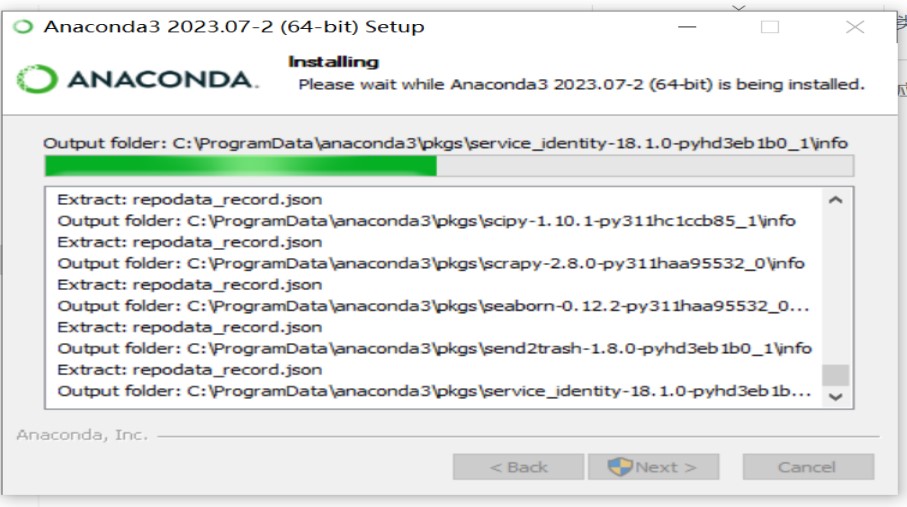 Anaconda3 2023.07-2 (64-bit) Setup
ANACONDA.
Installing
Please wait while Anaconda3 2023.07-2 (64-bit) is being installed.
Output folder: C:\ProgramData\anaconda3\pkgs\service_identity-18.1.0-pyhd3eb1b0_1\info
Extract: repodata_record.json
Output folder: C:\ProgramData\anaconda3\pkgs\scipy-1.10.1-py311hc1ccb85_1\info
Extract: repodata_record.json
Output folder: C:\ProgramData\anaconda3\pkgs\scrapy-2.8.0-py311haa95532_0\info
Extract: repodata_record.json
Output folder: C:\ProgramData\anaconda3\pkgs\seaborn-0.12.2-py311haa95532_0...
Extract: repodata_record.json
Output folder: C:\ProgramData\anaconda3\pkgs\send2trash-1.8.0-pyhd3eb1b0_1\info
Extract: repodata_record.json
Output folder: C:\ProgramData\anaconda3\pkgs\service_identity-18.1.0-pyhd3eb1b...
Anaconda, Inc.
< Back
Next >
Cancel